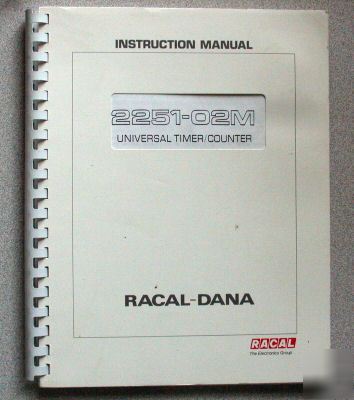 INSTRUCTION MANUAL
2251-02M
UNIVERSAL TIMER/COUNTER
RACAL-DANA
RACAL
The Electronics Group